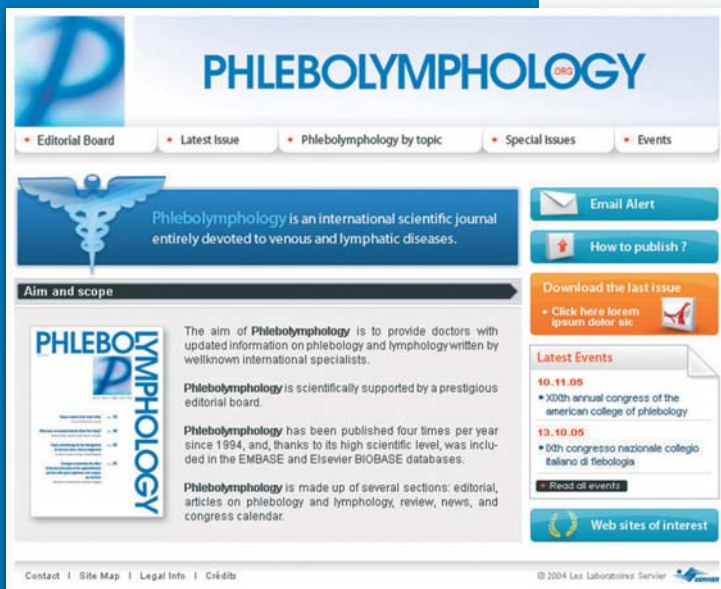 PHLEBOLYMPHOLOGY
ORG
Editorial Board
Latest Issue
Phlebolymphology by topic
Special Issues
Events
Phlebolymphology is an international scientific journal
entirely devoted to venous and lymphatic diseases.
Email Alert
How to publish ?
Download the last issue
Click here lorem
ipsum dolor sic
Aim and scope
PHLEBO
LYMPHOLOGY
The aim of Phlebolymphology is to provide doctors with
updated information on phlebology and lymphologywritten by
wellknown international specialists.
Phlebolymphology is scientifically supported by a prestigious
editorial board.
Phlebolymphology has been published four times per year
since 1994, and, thanks to its high scientific level, was inclu-
ded in the EMBASE and Elsevier BIOBASE databases.
Phlebolymphology is made up of several sections: editorial,
articles on phlebology and lymphology, review, news, and
congress calendar.
Latest Events
10.11.05
XIXth annual congress of the
american college of phlebology
13.10.05
IXth congresso nazionale collegio
italiano di flebologia
Read all events
Web sites of interest
Contact I Site Map I Legal Info I Crédits
© 2004 Les Laboratoires Servier
SERVIER